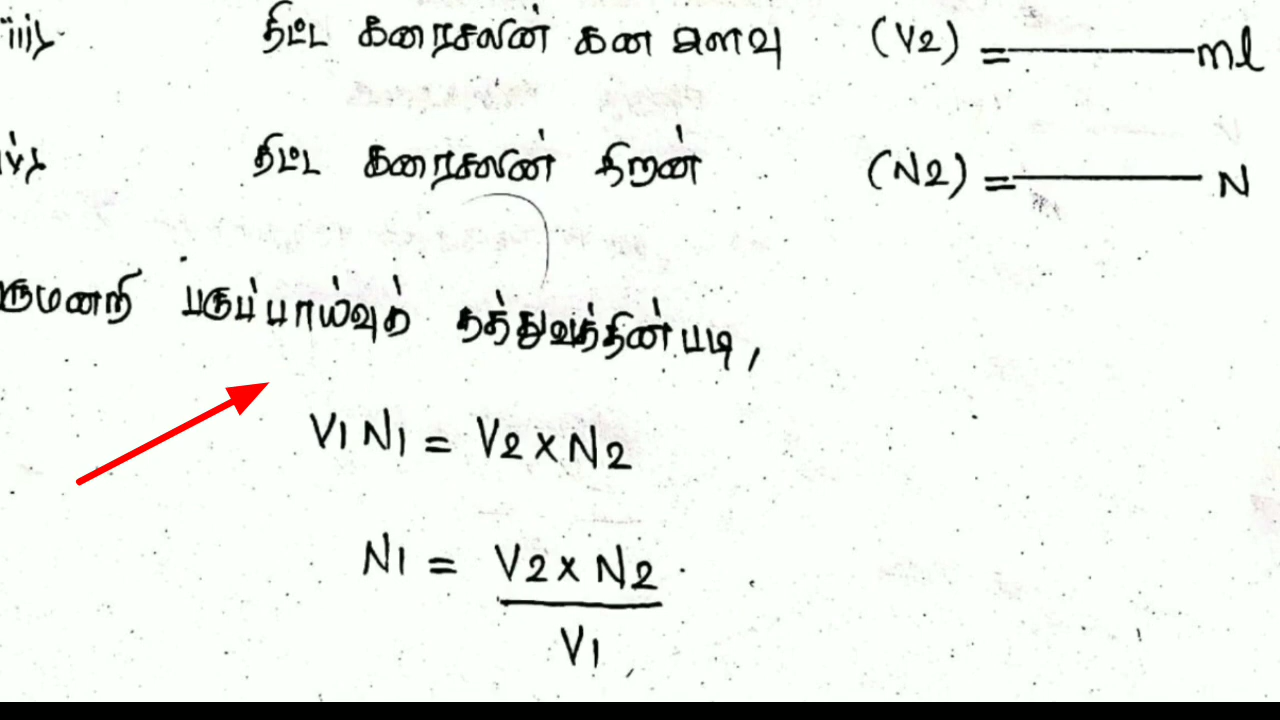 iii) திட்ட கரைசலின் கன அளவு (V2) = ml
iv) திட்ட கரைசலின் திறன் (N2) = N
பருமனறி பகுப்பாய்வுத் தத்துவத்தின்படி,
V1 N1 = V2 x N2
N1 = V2 x N2
V1